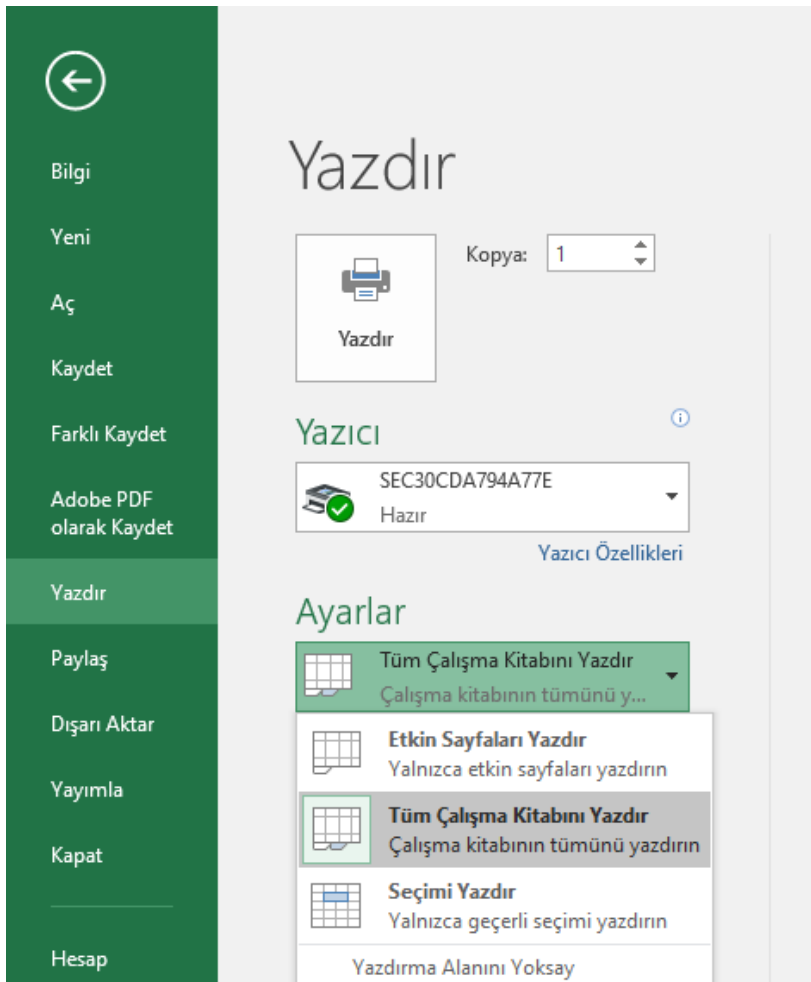 Bilgi
Yeni
Aç
Kaydet
Farklı Kaydet
Adobe PDF
olarak Kaydet
Yazdır
Paylaş
Dışarı Aktar
Yayımla
Kapat
Hesap
Yazdır
Yazdır
Kopya: 1
Yazıcı
SEC30CDA794A77E
Hazır
Yazıcı Özellikleri
Ayarlar
Tüm Çalışma Kitabını Yazdır
Çalışma kitabının tümünü y...
Etkin Sayfaları Yazdır
Yalnızca etkin sayfaları yazdırın
Tüm Çalışma Kitabını Yazdır
Çalışma kitabının tümünü yazdırın
Seçimi Yazdır
Yalnızca geçerli seçimi yazdırın
Yazdırma Alanını Yoksay